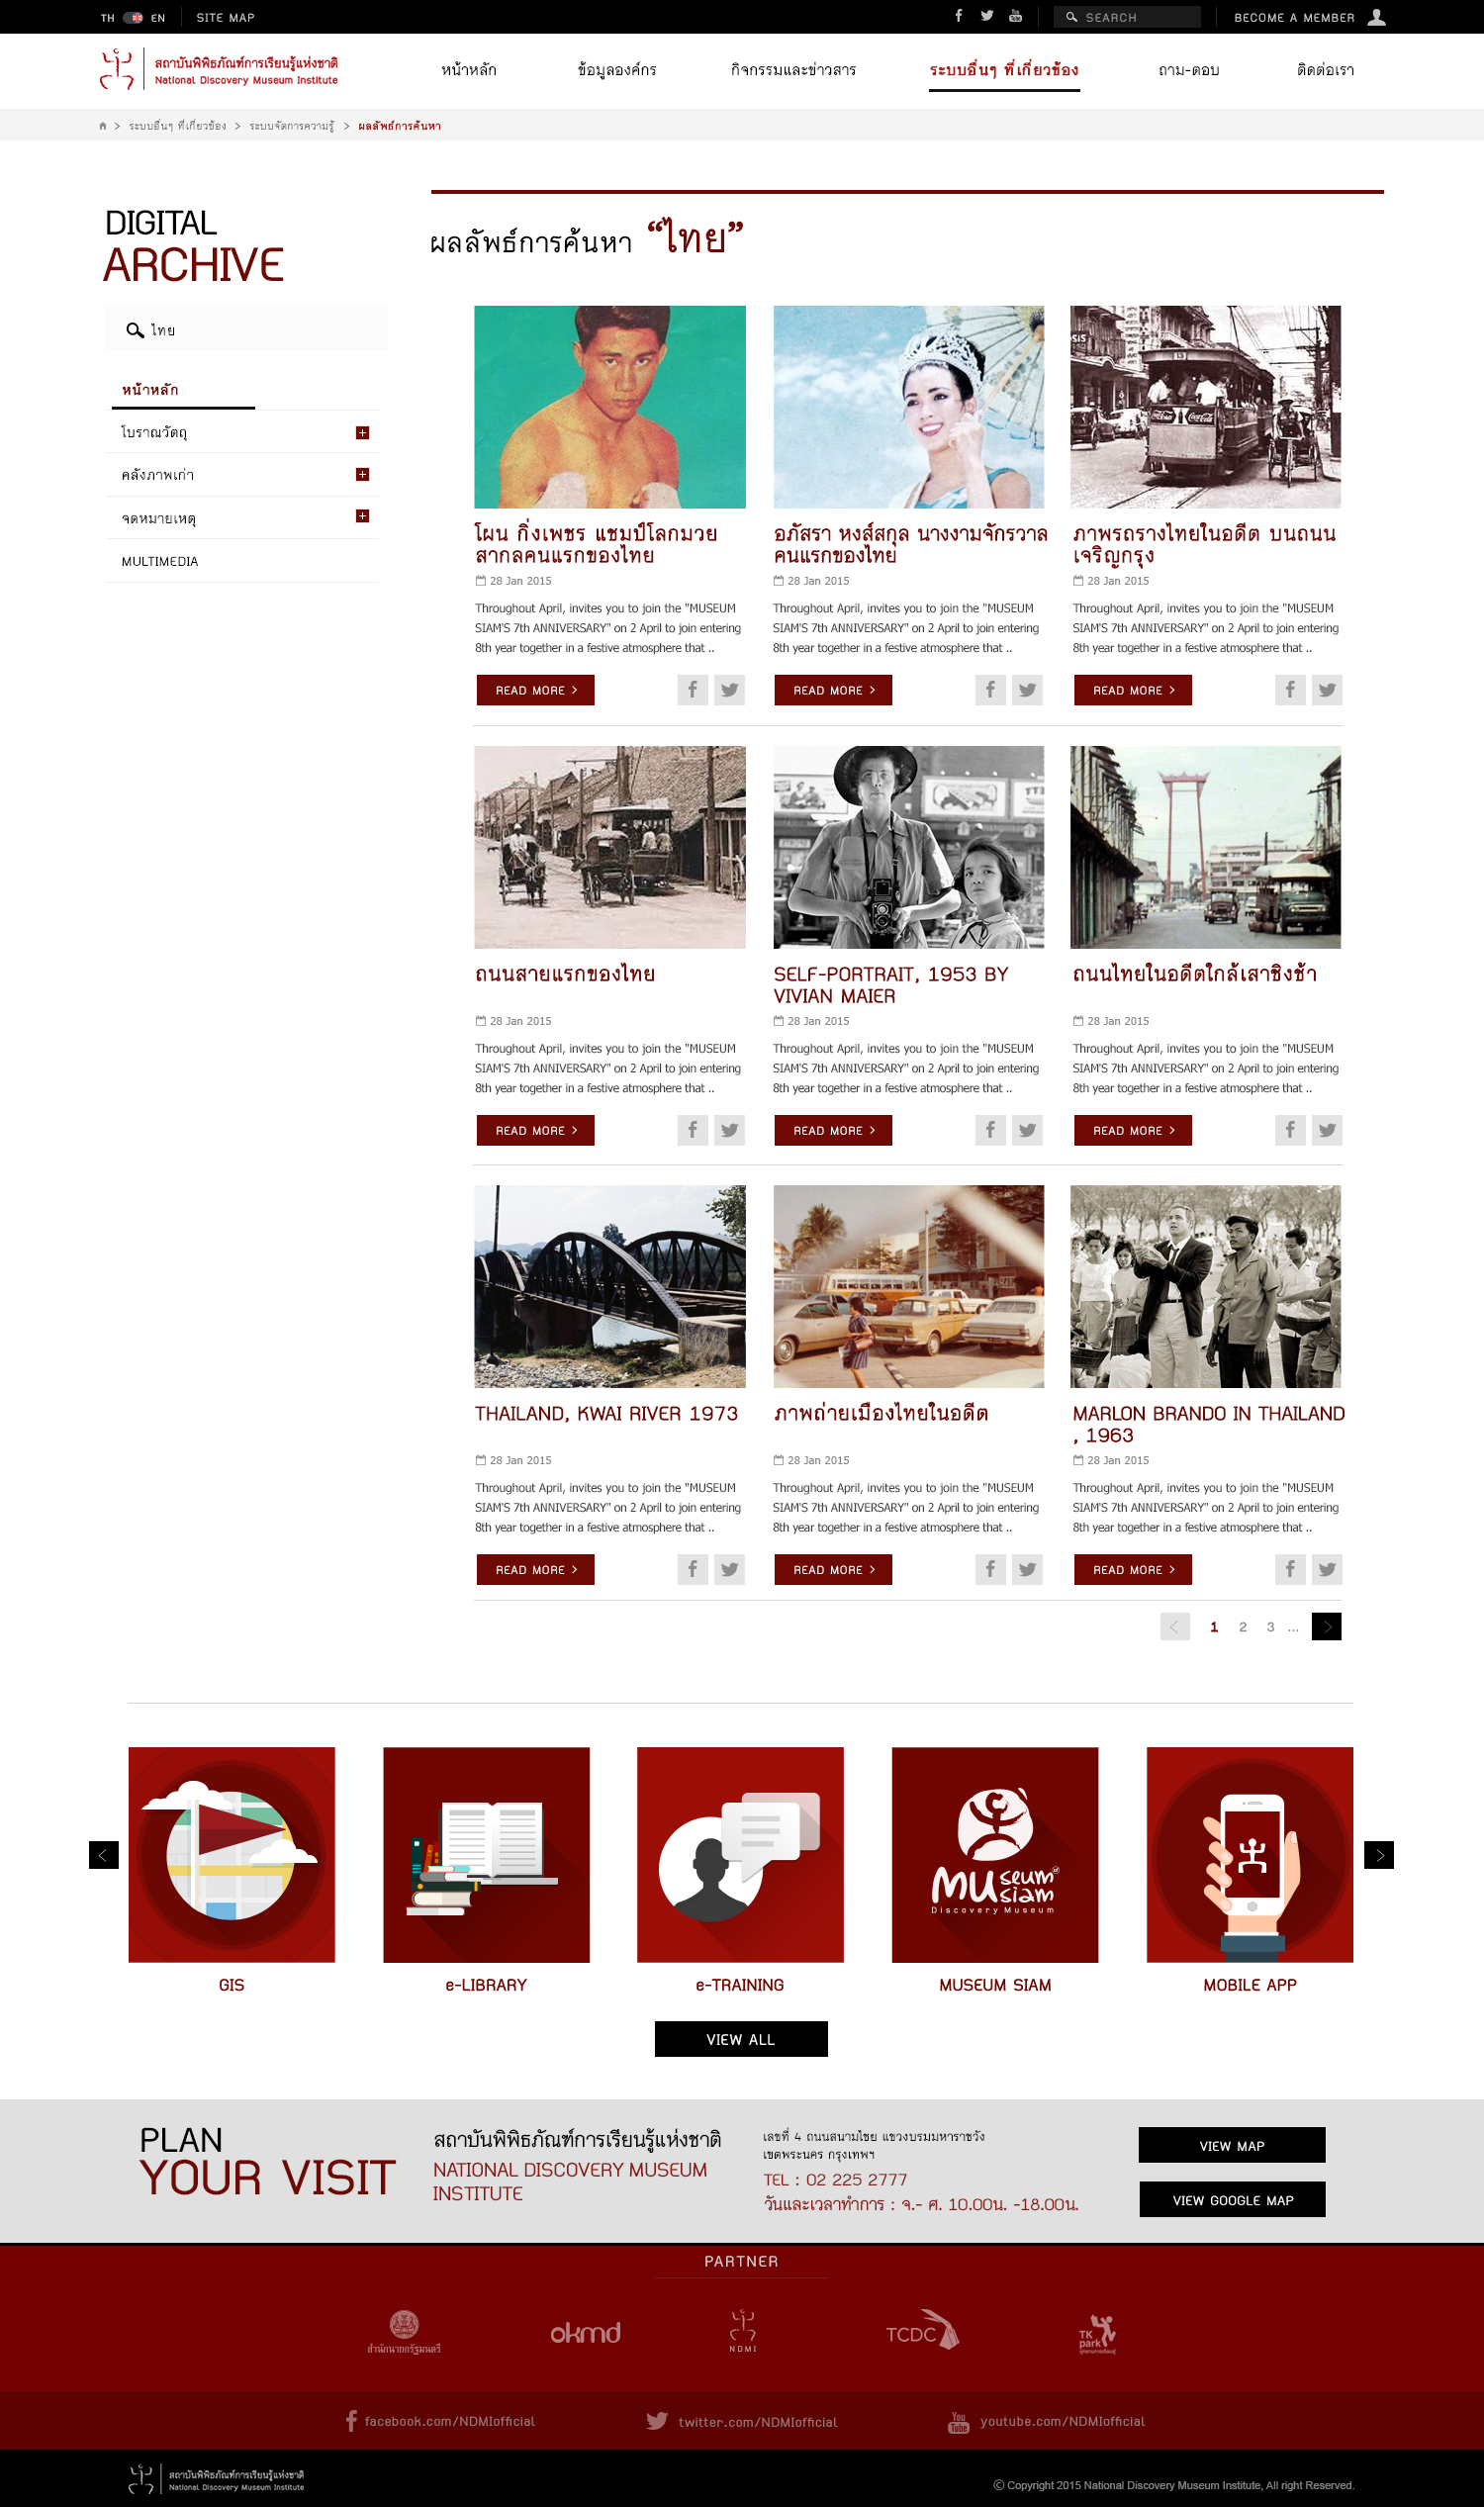 TH EN SITE MAP
SEARCH
BECOME A MEMBER
สถาบันพิพิธภัณฑ์การเรียนรู้แห่งชาติ
National Discovery Museum Institute
หน้าหลัก ข้อมูลองค์กร กิจกรรมและข่าวสาร ระบบอื่นๆ ที่เกี่ยวข้อง ถาม-ตอบ ติดต่อเรา
> ระบบอื่นๆ ที่เกี่ยวข้อง > ระบบจัดการความรู้ > ผลลัพธ์การค้นหา
DIGITAL
ARCHIVE
ไทย
หน้าหลัก
โบราณวัตถุ
คลังภาพเก่า
จดหมายเหตุ
MULTIMEDIA
ผลลัพธ์การค้นหา “ไทย”
โผน กิ่งเพชร แชมป์โลกมวย
สากลคนแรกของไทย
28 Jan 2015
Throughout April, invites you to join the "MUSEUM
SIAM'S 7th ANNIVERSARY" on 2 April to join entering
8th year together in a festive atmosphere that ..
READ MORE >
อภัสรา หงส์สกุล นางงามจักรวาล
คนแรกของไทย
28 Jan 2015
Throughout April, invites you to join the "MUSEUM
SIAM'S 7th ANNIVERSARY" on 2 April to join entering
8th year together in a festive atmosphere that ..
READ MORE >
13
Coca-Cola
ภาพรถรางไทยในอดีต บนถนน
เจริญกรุง
28 Jan 2015
Throughout April, invites you to join the "MUSEUM
SIAM'S 7th ANNIVERSARY" on 2 April to join entering
8th year together in a festive atmosphere that ..
READ MORE >
ถนนสายแรกของไทย
28 Jan 2015
Throughout April, invites you to join the "MUSEUM
SIAM'S 7th ANNIVERSARY" on 2 April to join entering
8th year together in a festive atmosphere that ..
READ MORE >
SELF-PORTRAIT, 1953 BY
VIVIAN MAIER
28 Jan 2015
Throughout April, invites you to join the "MUSEUM
SIAM'S 7th ANNIVERSARY" on 2 April to join entering
8th year together in a festive atmosphere that ..
READ MORE >
ถนนไทยในอดีตใกล้เสาชิงช้า
28 Jan 2015
Throughout April, invites you to join the "MUSEUM
SIAM'S 7th ANNIVERSARY" on 2 April to join entering
8th year together in a festive atmosphere that ..
READ MORE >
THAILAND, KWAI RIVER 1973
28 Jan 2015
Throughout April, invites you to join the "MUSEUM
SIAM'S 7th ANNIVERSARY" on 2 April to join entering
8th year together in a festive atmosphere that ..
READ MORE >
ภาพถ่ายเมืองไทยในอดีต
28 Jan 2015
Throughout April, invites you to join the "MUSEUM
SIAM'S 7th ANNIVERSARY" on 2 April to join entering
8th year together in a festive atmosphere that ..
READ MORE >
MARLON BRANDO IN THAILAND
, 1963
28 Jan 2015
Throughout April, invites you to join the "MUSEUM
SIAM'S 7th ANNIVERSARY" on 2 April to join entering
8th year together in a festive atmosphere that ..
READ MORE >
< 1 2 3 ... >
museum siam
Discovery Museum
GIS
e-LIBRARY
e-TRAINING
MUSEUM SIAM
MOBILE APP
VIEW ALL
PLAN
YOUR VISIT
สถาบันพิพิธภัณฑ์การเรียนรู้แห่งชาติ
NATIONAL DISCOVERY MUSEUM
INSTITUTE
เลขที่ 4 ถนนสนามไชย แขวงบรมมหาราชวัง
เขตพระนคร กรุงเทพฯ
TEL : 02 225 2777
วันและเวลาทำการ : จ.- ศ. 10.00น. -18.00น.
VIEW MAP
VIEW GOOGLE MAP
PARTNER
สำนักนายกรัฐมนตรี
okmd
NDMI
TCDC
TK park
facebook.com/NDMIofficial
twitter.com/NDMIofficial
You Tube youtube.com/NDMIofficial
สถาบันพิพิธภัณฑ์การเรียนรู้แห่งชาติ
National Discovery Museum Institute
© Copyright 2015 National Discovery Museum Institute, All right Reserved.